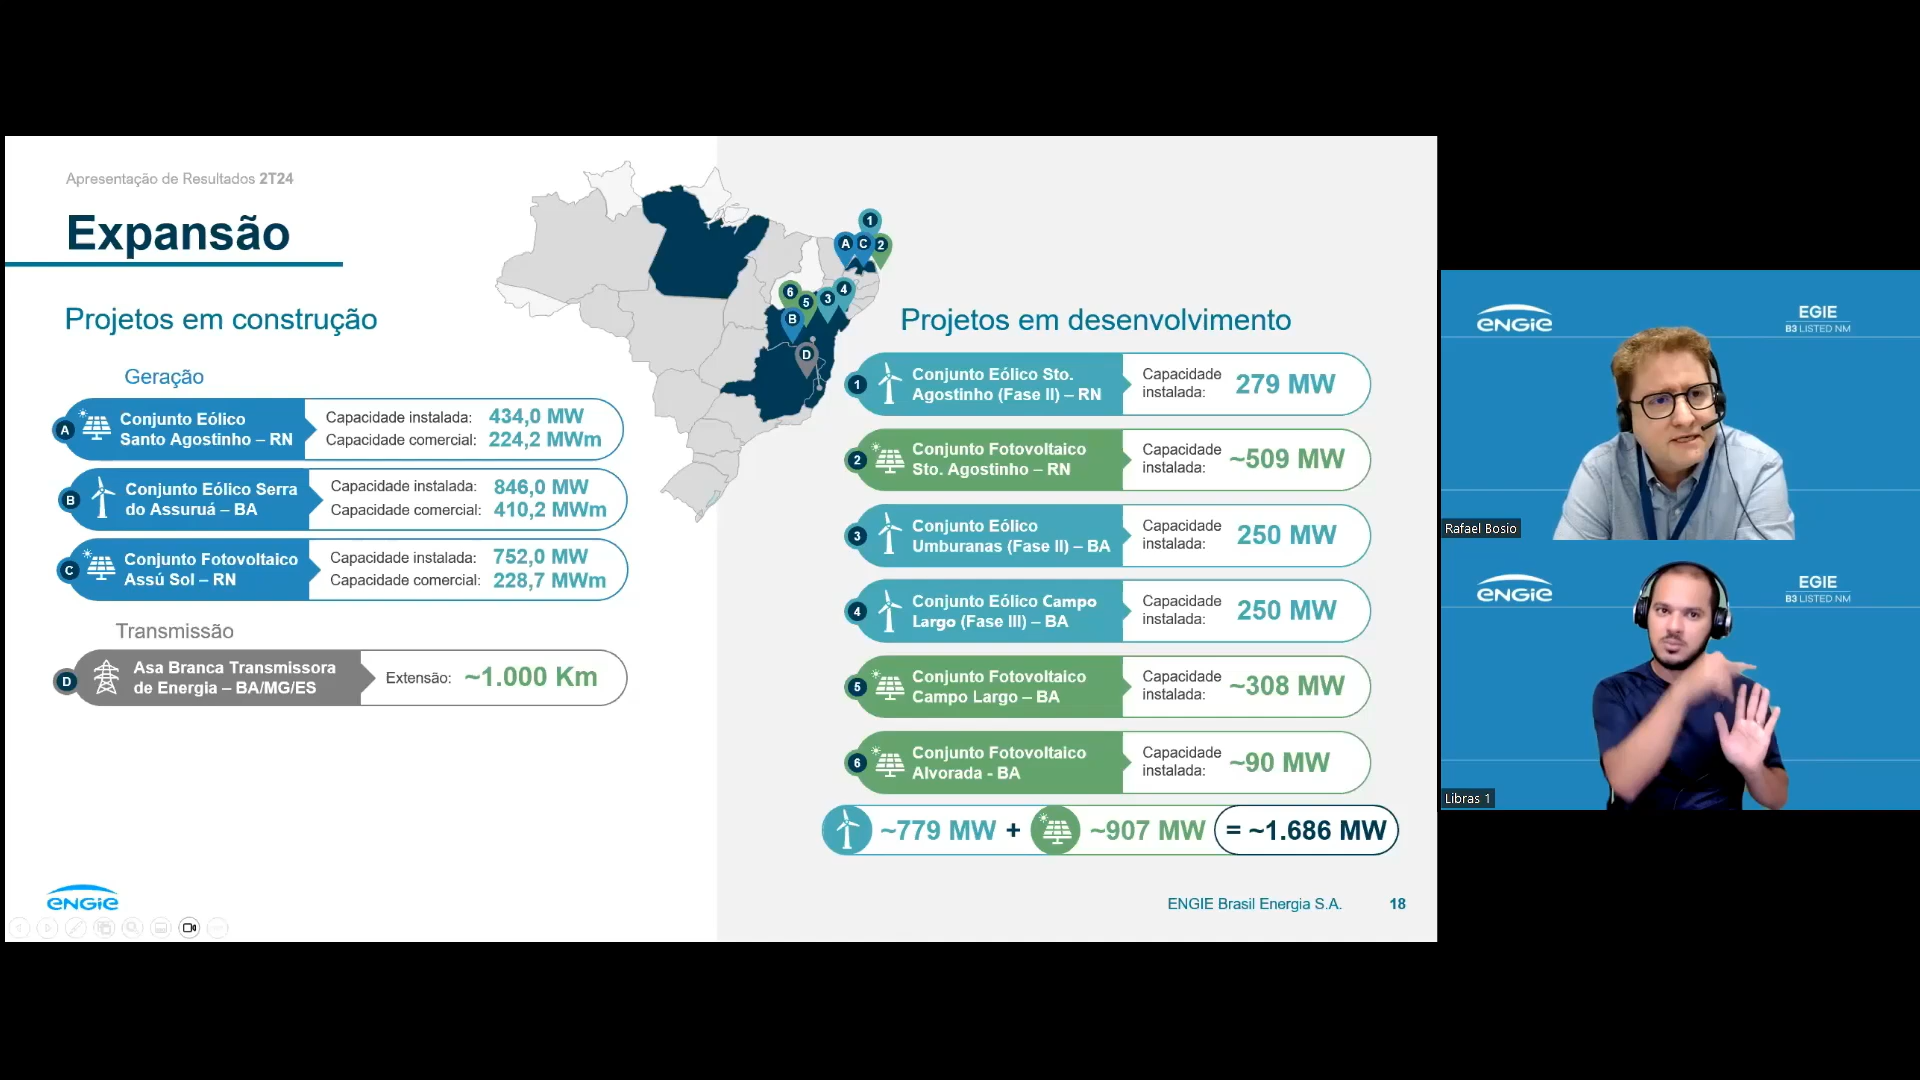 Apresentação de Resultados 2T24
Expansão
Projetos em construção
Geração
A
Conjunto Eólico
Santo Agostinho – RN
Capacidade instalada: 434,0 MW
Capacidade comercial: 224,2 MWm
B
Conjunto Eólico Serra
do Assuruá – BA
Capacidade instalada: 846,0 MW
Capacidade comercial: 410,2 MWm
C
Conjunto Fotovoltaico
Assú Sol – RN
Capacidade instalada: 752,0 MW
Capacidade comercial: 228,7 MWm
Transmissão
D
Asa Branca Transmissora
de Energia – BA/MG/ES
Extensão: ~1.000 Km
1
A C 2
6 5 3 4
B
D
Projetos em desenvolvimento
1
Conjunto Eólico Sto.
Agostinho (Fase II) – RN
Capacidade
instalada:
279 MW
2
Conjunto Fotovoltaico
Sto. Agostinho – RN
Capacidade
instalada:
~509 MW
3
Conjunto Eólico
Umburanas (Fase II) – BA
Capacidade
instalada:
250 MW
4
Conjunto Eólico Campo
Largo (Fase III) – BA
Capacidade
instalada:
250 MW
5
Conjunto Fotovoltaico
Campo Largo – BA
Capacidade
instalada:
~308 MW
6
Conjunto Fotovoltaico
Alvorada - BA
Capacidade
instalada:
~90 MW
~779 MW + ~907 MW = ~1.686 MW
ENGIE
ENGIE Brasil Energia S.A. 18
ENGIE
EGIE
B3 LISTED NM
Rafael Bosio
ENGIE
EGIE
B3 LISTED NM
Libras 1